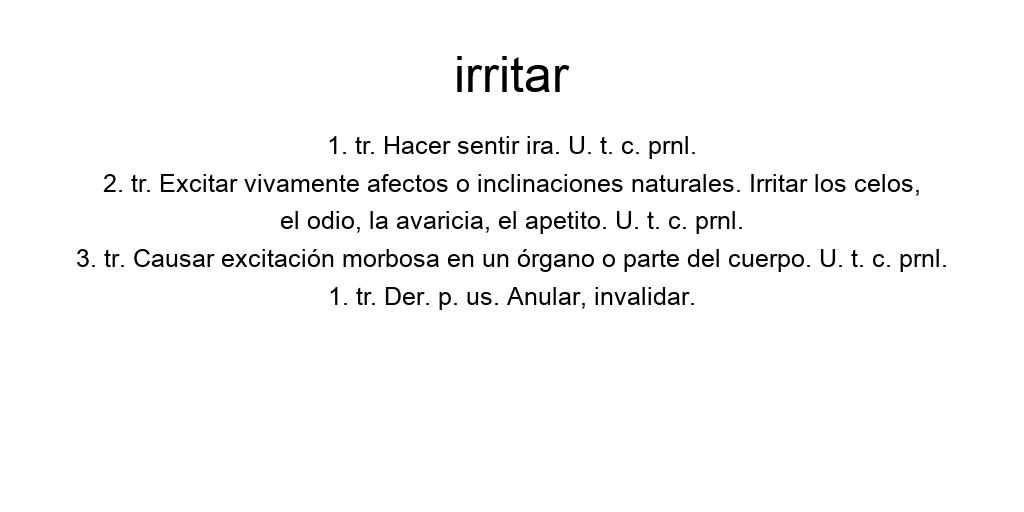 irritar
1. tr. Hacer sentir ira. U. t. c. prnl.
2. tr. Excitar vivamente afectos o inclinaciones naturales. Irritar los celos,
el odio, la avaricia, el apetito. U. t. c. prnl.
3. tr. Causar excitación morbosa en un órgano o parte del cuerpo. U. t. c. prnl.
1. tr. Der. p. us. Anular, invalidar.